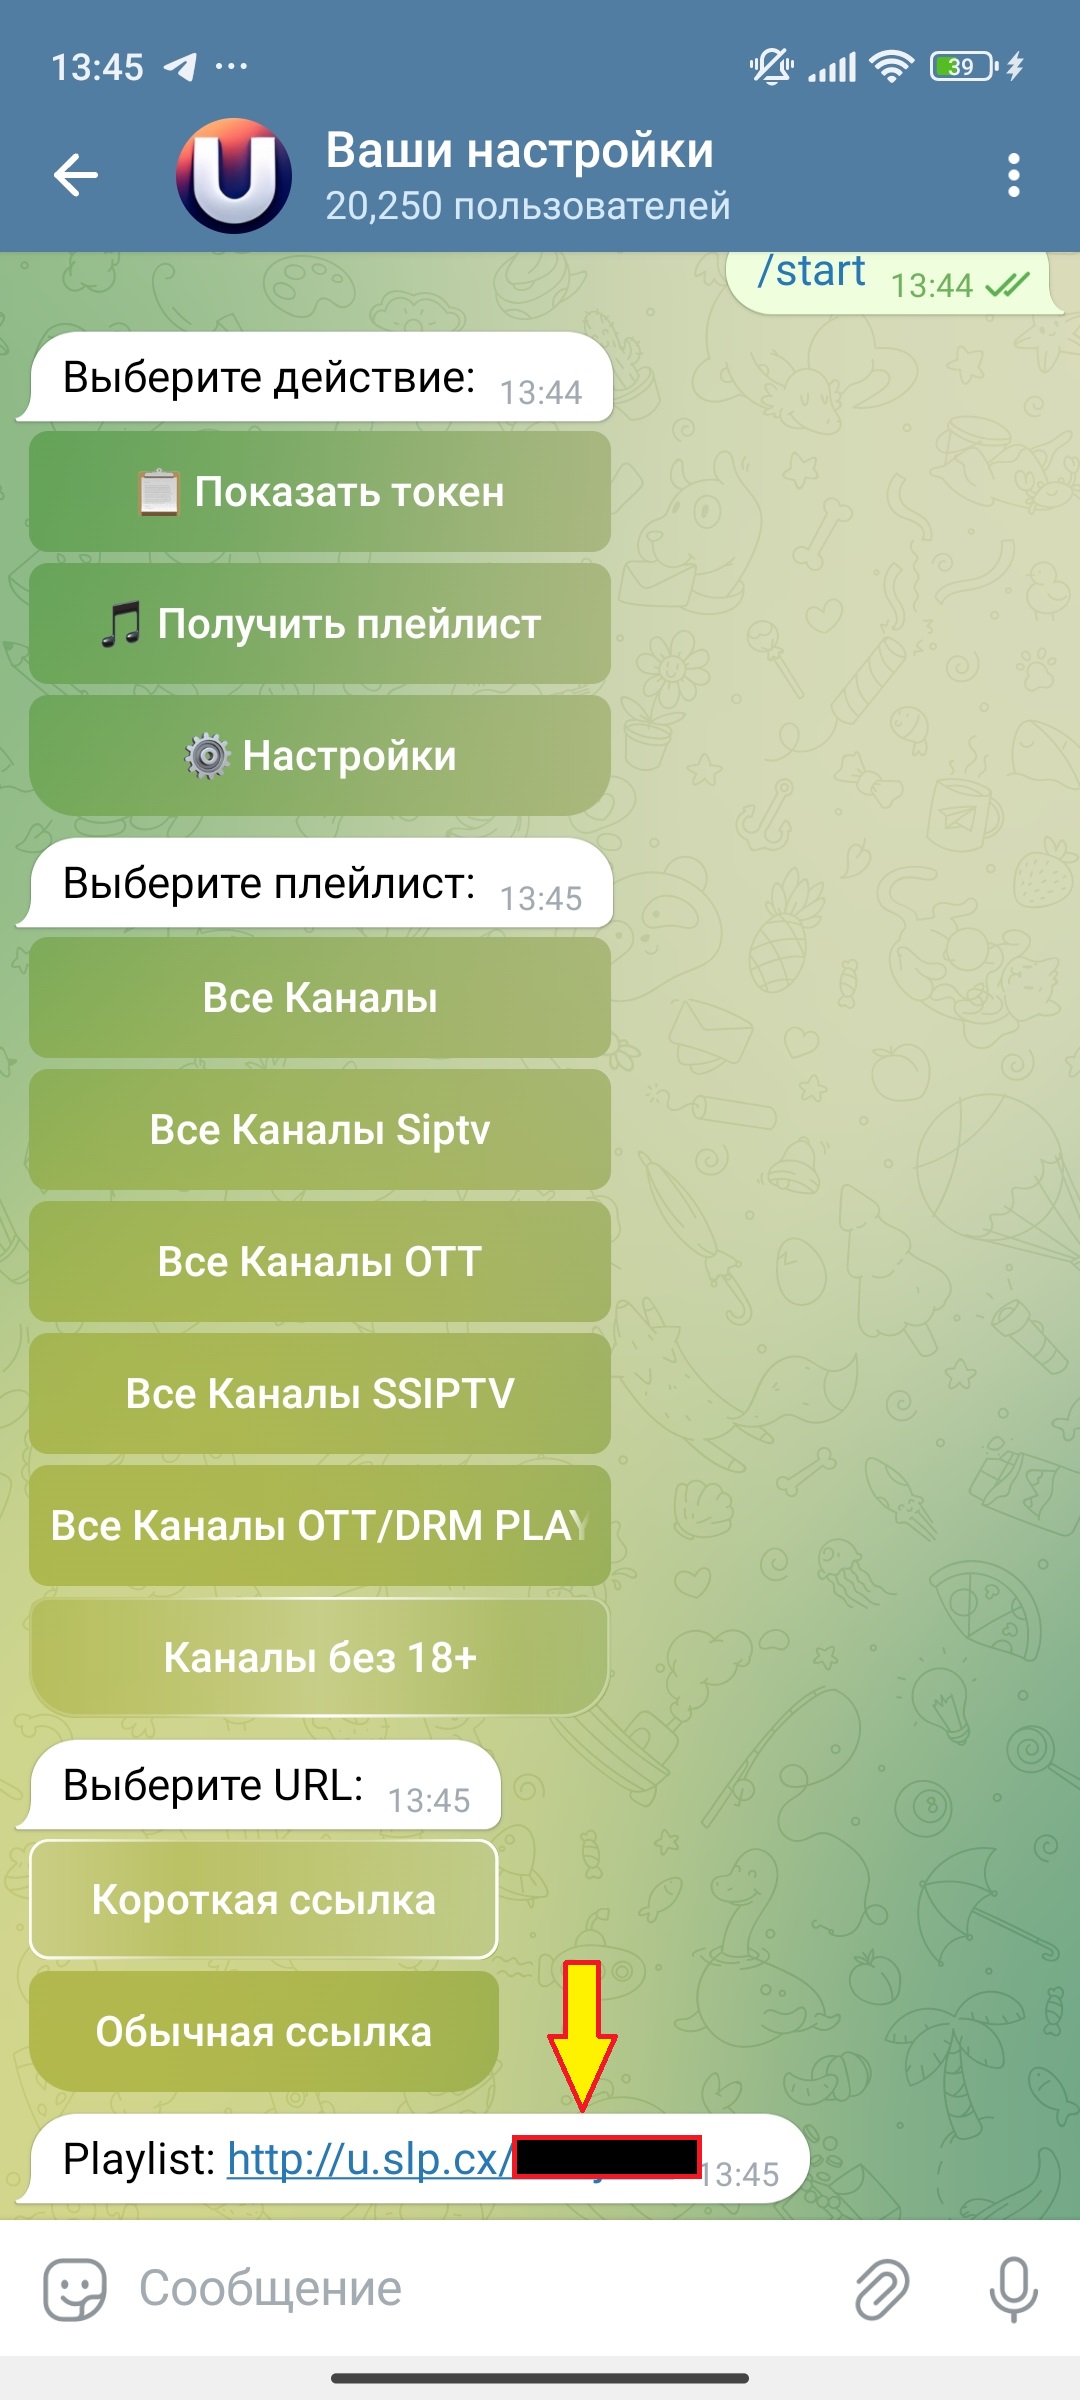 13:45
39
Ваши настройки
20,250 пользователей
/start 13:44
Выберите действие: 13:44
Показать токен
Получить плейлист
Настройки
Выберите плейлист: 13:45
Все Каналы
Все Каналы Siptv
Все Каналы OTT
Все Каналы SSIPTV
Все Каналы OTT/DRM PLAY
Каналы без 18+
Выберите URL: 13:45
Короткая ссылка
Обычная ссылка
Playlist: http://u.slp.cx/ 13:45
Сообщение